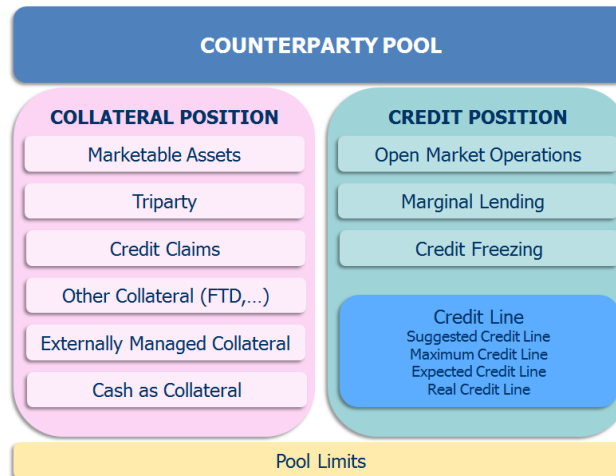 COUNTERPARTY POOL
COLLATERAL POSITION
Marketable Assets
Triparty
Credit Claims
Other Collateral (FTD,...)
Externally Managed Collateral
Cash as Collateral
CREDIT POSITION
Open Market Operations
Marginal Lending
Credit Freezing
Credit Line
Suggested Credit Line
Maximum Credit Line
Expected Credit Line
Real Credit Line
Pool Limits